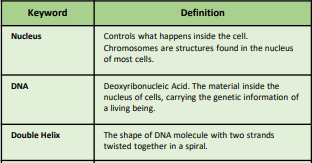 Keyword Definition
Nucleus Controls what happens inside the cell.
Chromosomes are structures found in the nucleus
of most cells.
DNA Deoxyribonucleic Acid. The material inside the
nucleus of cells, carrying the genetic information of
a living being.
Double Helix The shape of DNA molecule with two strands
twisted together in a spiral.